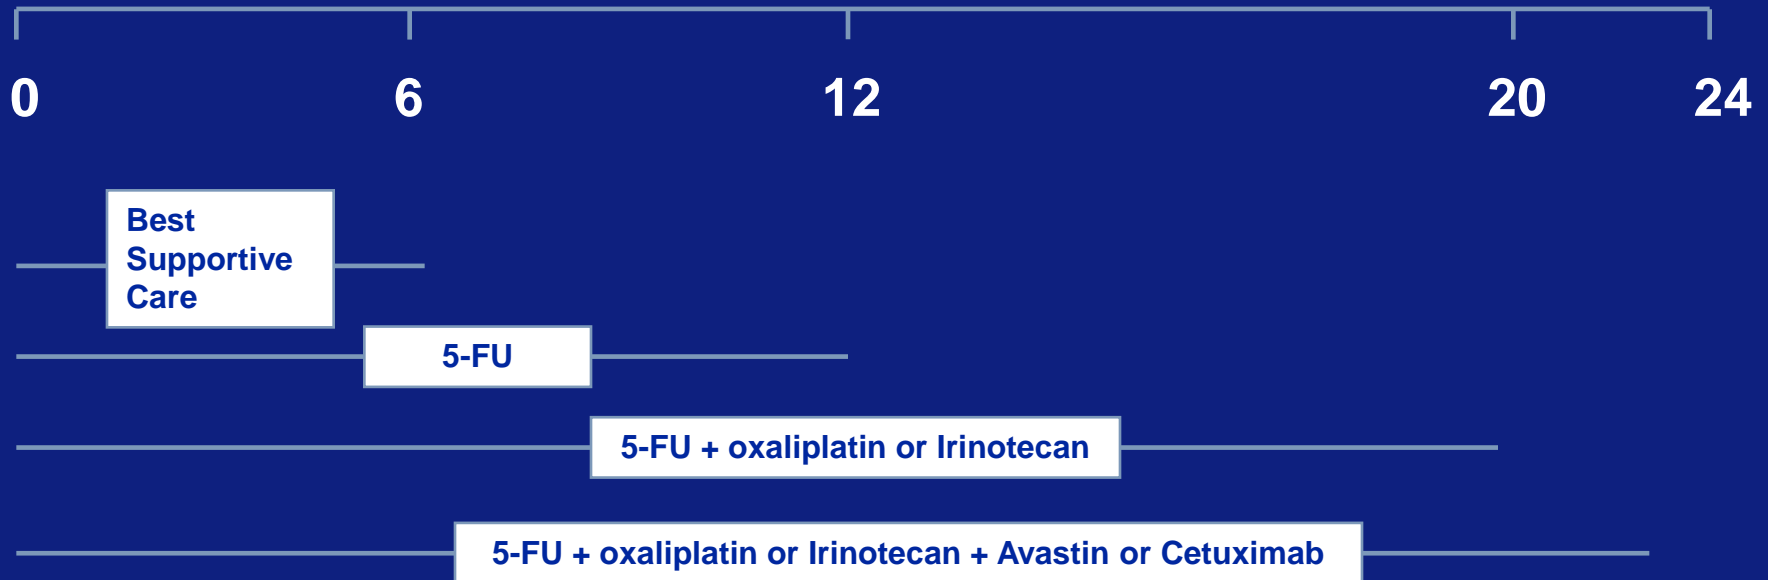 0 6 12 20 24
Best
Supportive
Care
5-FU
5-FU + oxaliplatin or Irinotecan
5-FU + oxaliplatin or Irinotecan + Avastin or Cetuximab